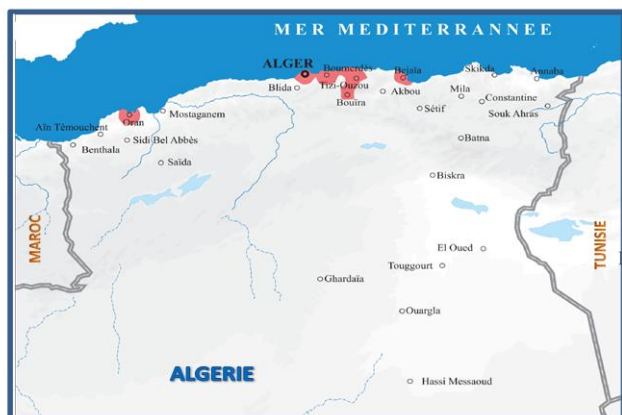 MER MEDITERRANNEE
ALGER
Boumerdès
Bejaïa
Skikda
Annaba
Blida
Tizi-Ouzou
Bouira
Akbou
Mila
Constantine
Sétif
Souk Ahras
Oran
Mostaganem
Aïn Témouchent
Sidi Bel Abbès
Benthala
Batna
Saïda
Biskra
MAROC
TUNISIE
El Oued
Touggourt
Ghardaïa
Ouargla
ALGERIE
Hassi Messaoud